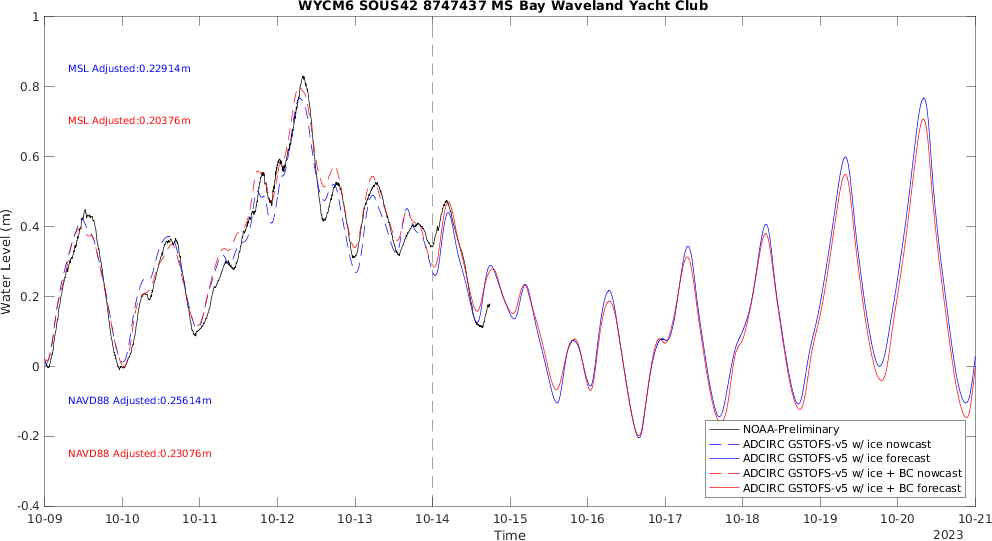 WYCM6 SOUS42 8747437 MS Bay Waveland Yacht Club
1
0.8
0.6
0.4
0.2
0
-0.2
-0.4
Water Level (m)
MSL Adjusted:0.22914m
MSL Adjusted:0.20376m
NAVD88 Adjusted:0.25614m
NAVD88 Adjusted:0.23076m
NOAA-Preliminary
ADCIRC GSTOFS-v5 w/ ice nowcast
ADCIRC GSTOFS-v5 w/ ice forecast
ADCIRC GSTOFS-v5 w/ ice + BC nowcast
ADCIRC GSTOFS-v5 w/ ice + BC forecast
10-09 10-10 10-11 10-12 10-13 10-14 10-15 10-16 10-17 10-18 10-19 10-20 10-21
Time
2023